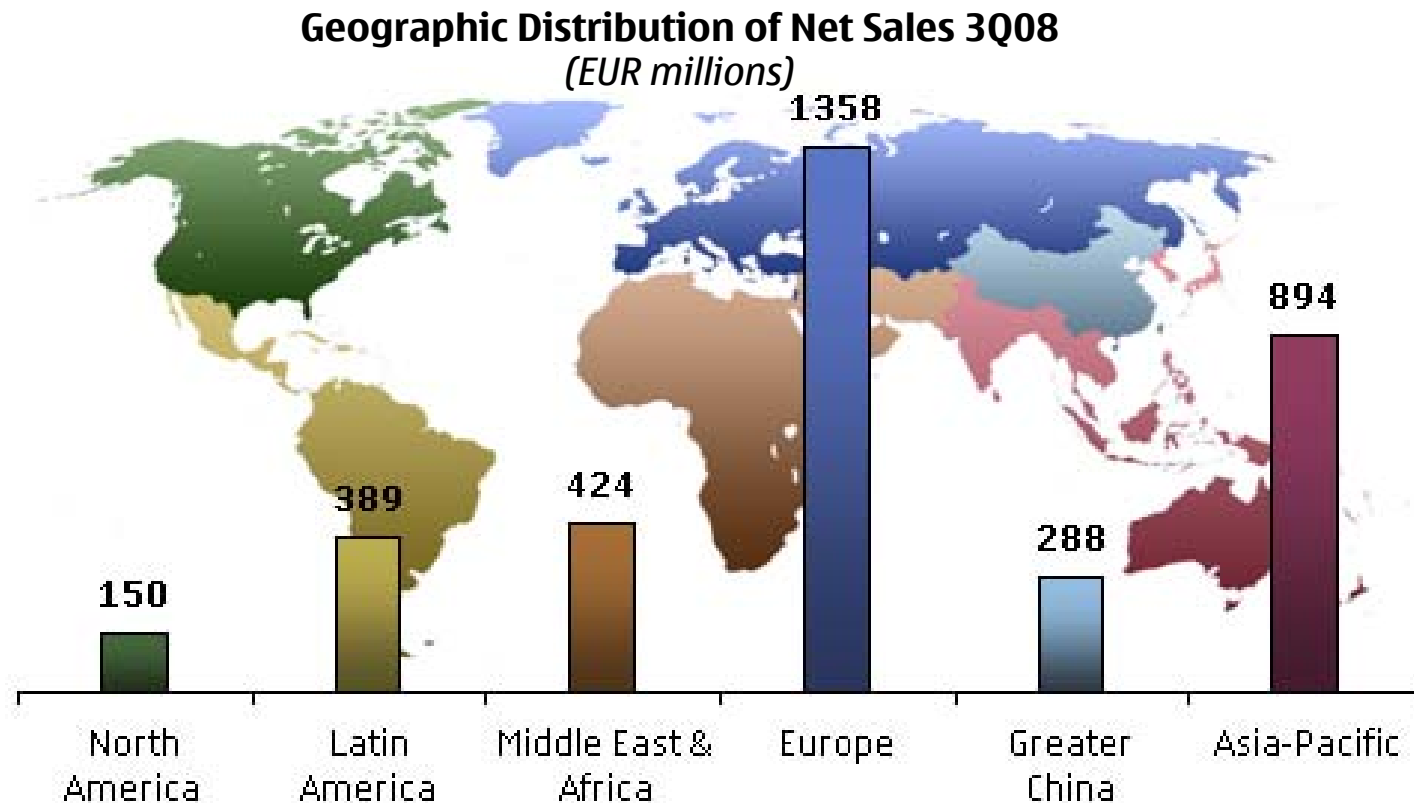 Geographic Distribution of Net Sales 3Q08
(EUR millions)
1358
894
389
424
288
150
North
America
Latin
America
Middle East &
Africa
Europe
Greater
China
Asia-Pacific